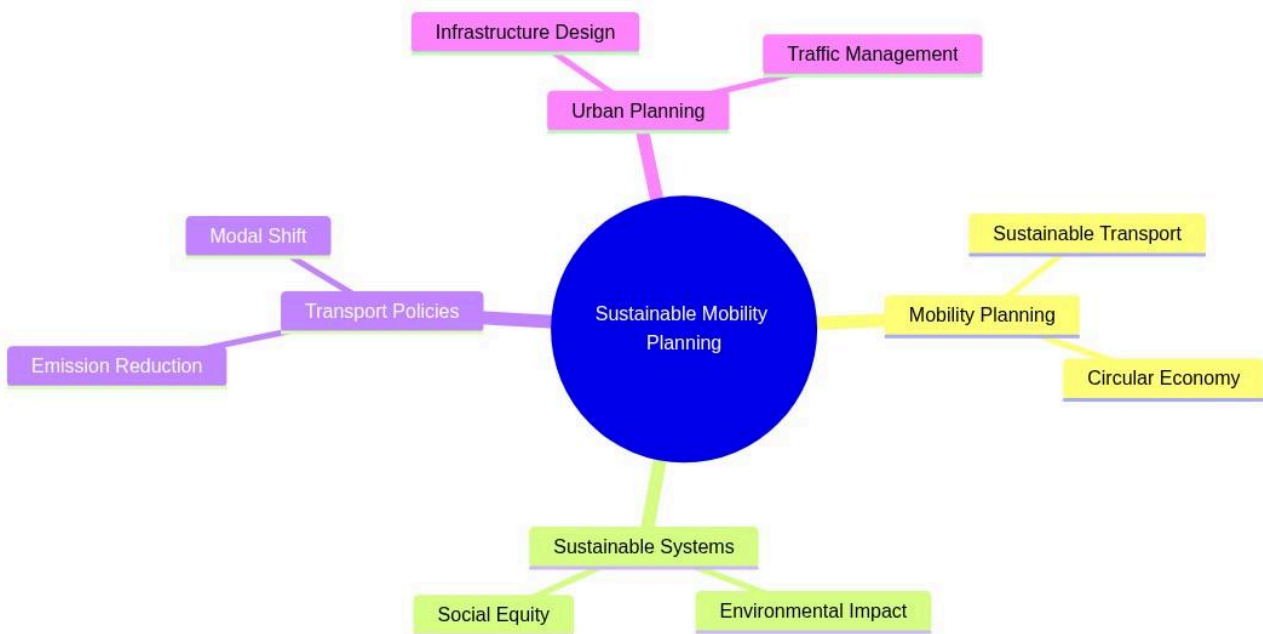 Infrastructure Design
Traffic Management
Urban Planning
Modal Shift
Sustainable Transport
Transport Policies
Sustainable Mobility
Planning
Mobility Planning
Emission Reduction
Circular Economy
Sustainable Systems
Social Equity
Environmental Impact